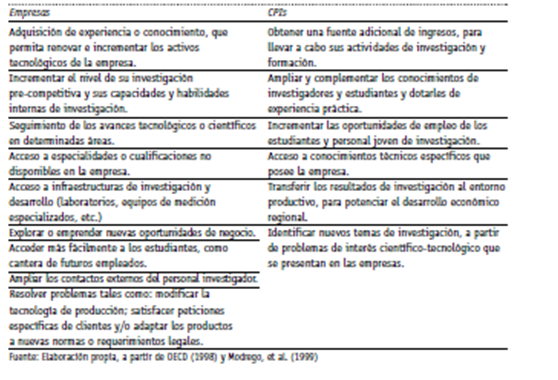 Empresas
Adquisición de experiencia o conocimiento, que
permita renovar e incrementar los activos
tecnológicos de la empresa.
Incrementar el nivel de su investigación
pre-competitiva y sus capacidades y habilidades
internas de investigación.
Seguimiento de los avances tecnológicos o científicos
en determinadas áreas.
Acceso a especialidades o cualificaciones no
disponibles en la empresa.
Acceso a infraestructuras de investigación y
desarrollo (laboratorios, equipos de medición
especializados, etc.)
Explorar o emprender nuevas oportunidades de negocio.
Acceder más fácilmente a los estudiantes, como
cantera de futuros empleados.
Ampliar los contactos externos del personal investigador.
Resolver problemas tales como: modificar la
tecnología de producción; satisfacer peticiones
específicas de clientes y/o adaptar los productos
a nuevas normas o requerimientos legales.
CPIs
Obtener una fuente adicional de ingresos, para
llevar a cabo sus actividades de investigación y
formación.
Ampliar y complementar los conocimientos de
investigadores y estudiantes y dotarles de
experiencia práctica.
Incrementar las oportunidades de empleo de los
estudiantes y personal joven de investigación.
Acceso a conocimientos técnicos específicos que
posee la empresa.
Transferir los resultados de investigación al entorno
productivo, para potenciar el desarrollo económico
regional.
Identificar nuevos temas de investigación, a partir
de problemas de interés científico-tecnológico que
se presentan en las empresas.
Fuente: Elaboración propia, a partir de OECD (1998) y Modrego, et al. (1999)